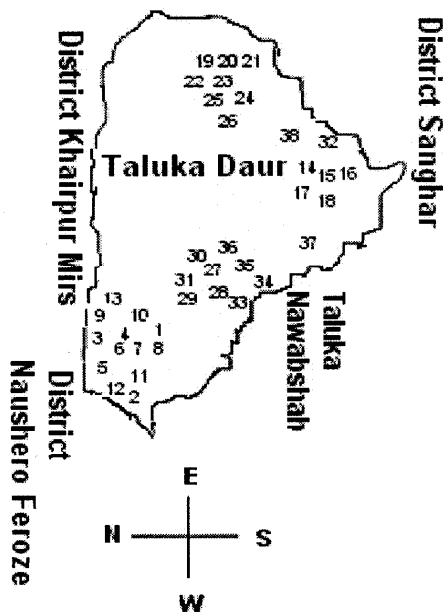 District Khairpur Mirs
District Sanghar
19 20 21
22 23
25 24
26
38 32
Taluka Daur
14 15 16
17 18
37
36
30 27 35
31 34
29 28 33
Taluka
Nawabshah
13
9 10
3 4 1
6 7 8
5 11
12 2
District
Naushero Feroze
E
N S
W